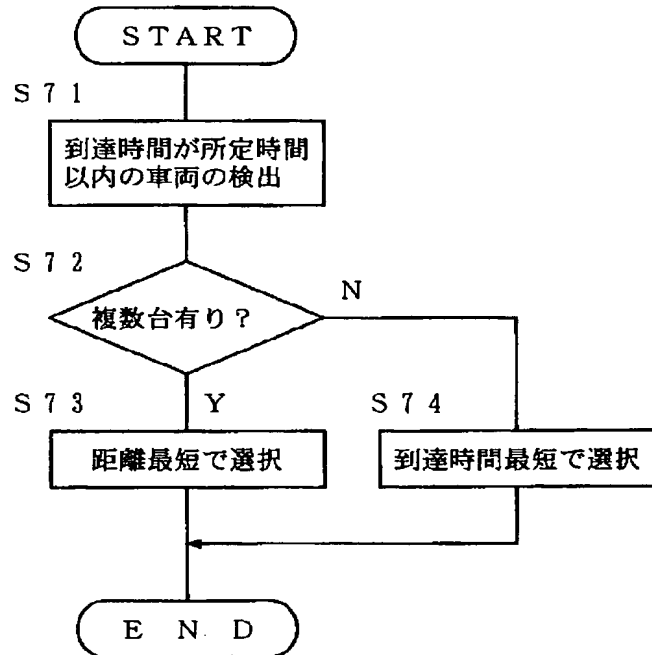 START
S71
到達時間が所定時間
以内の車両の検出
S72
複数台有り？
N
S73
Y
S74
距離最短で選択
到達時間最短で選択
END